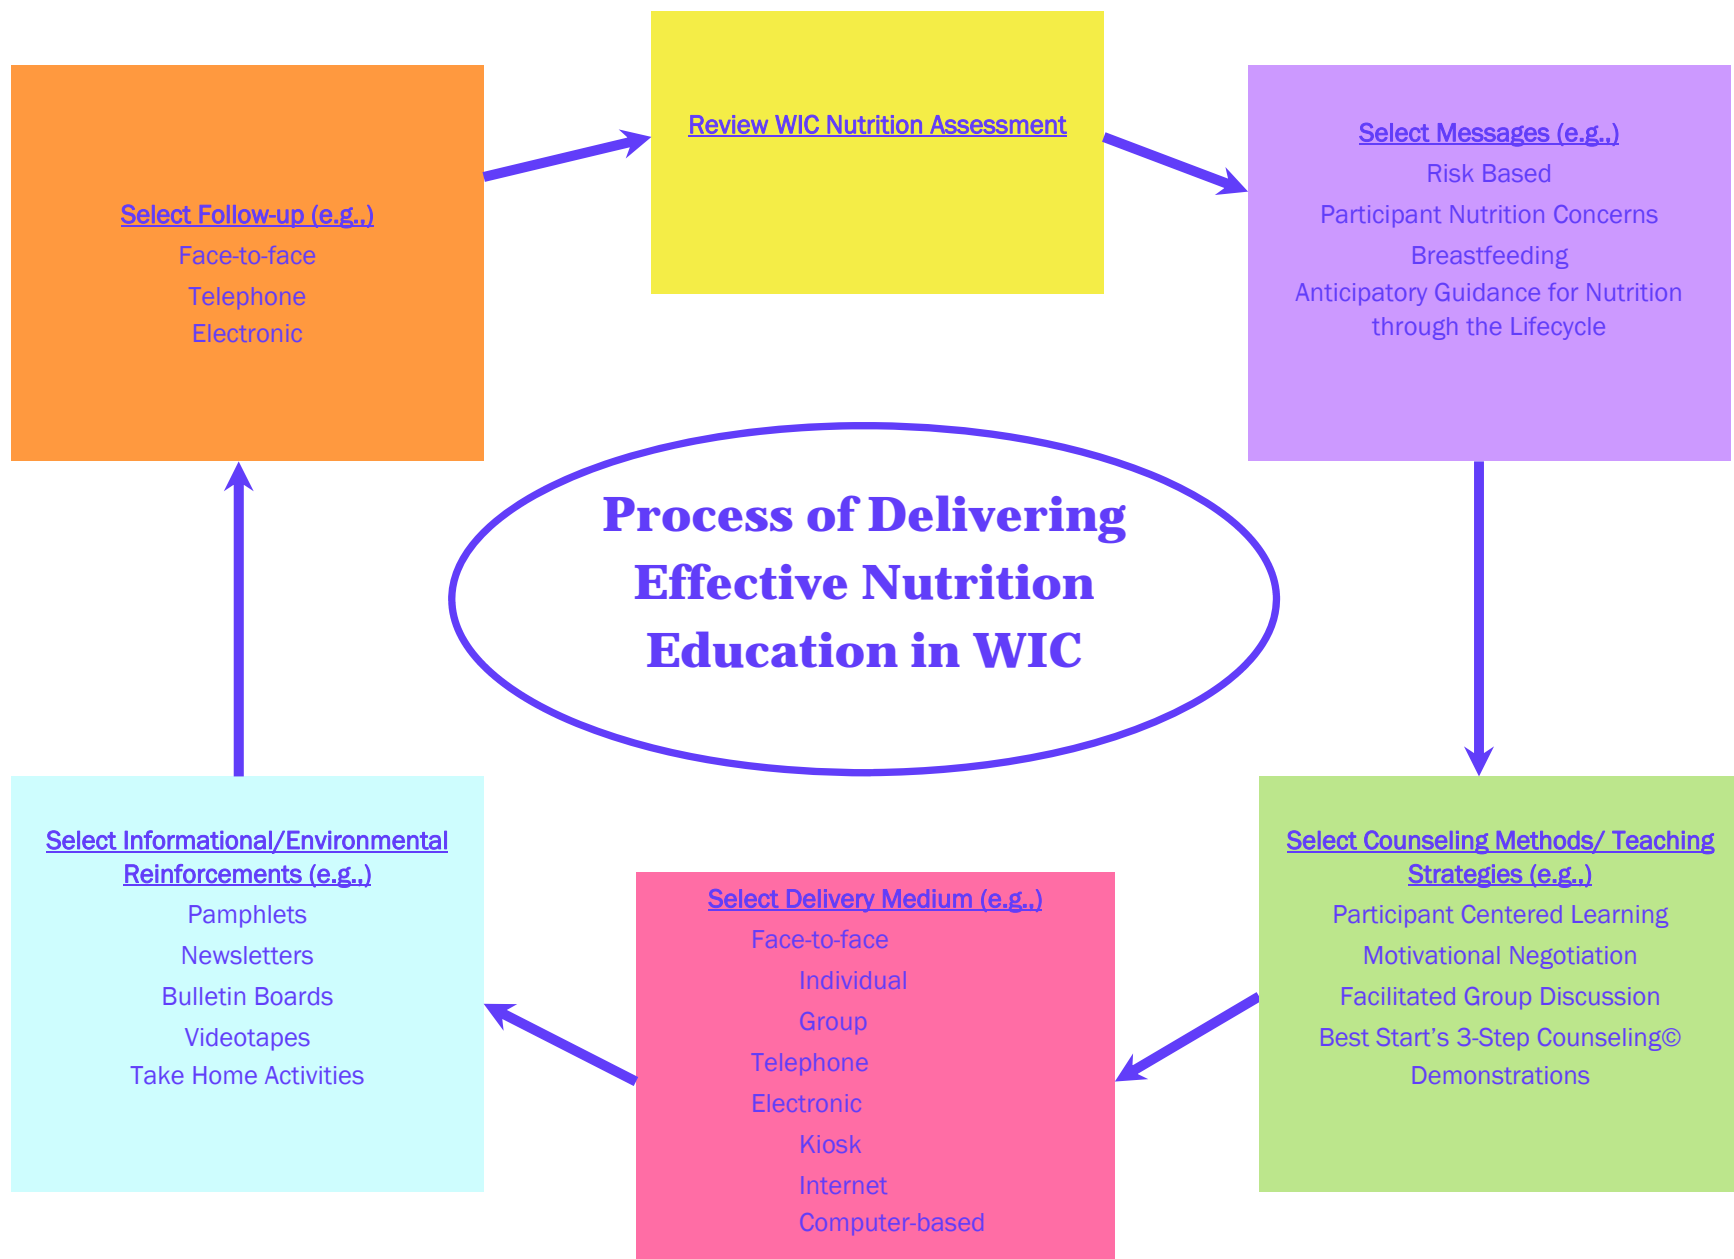 Review WIC Nutrition Assessment
Select Messages (e.g.,)
Risk Based
Participant Nutrition Concerns
Breastfeeding
Anticipatory Guidance for Nutrition
through the Lifecycle
Select Counseling Methods/ Teaching
Strategies (e.g.,)
Participant Centered Learning
Motivational Negotiation
Facilitated Group Discussion
Best Start’s 3-Step Counseling©
Demonstrations
Select Delivery Medium (e.g.,)
Face-to-face
Individual
Group
Telephone
Electronic
Kiosk
Internet
Computer-based
Select Informational/Environmental
Reinforcements (e.g.,)
Pamphlets
Newsletters
Bulletin Boards
Videotapes
Take Home Activities
Select Follow-up (e.g.,)
Face-to-face
Telephone
Electronic
Process of Delivering
Effective Nutrition
Education in WIC